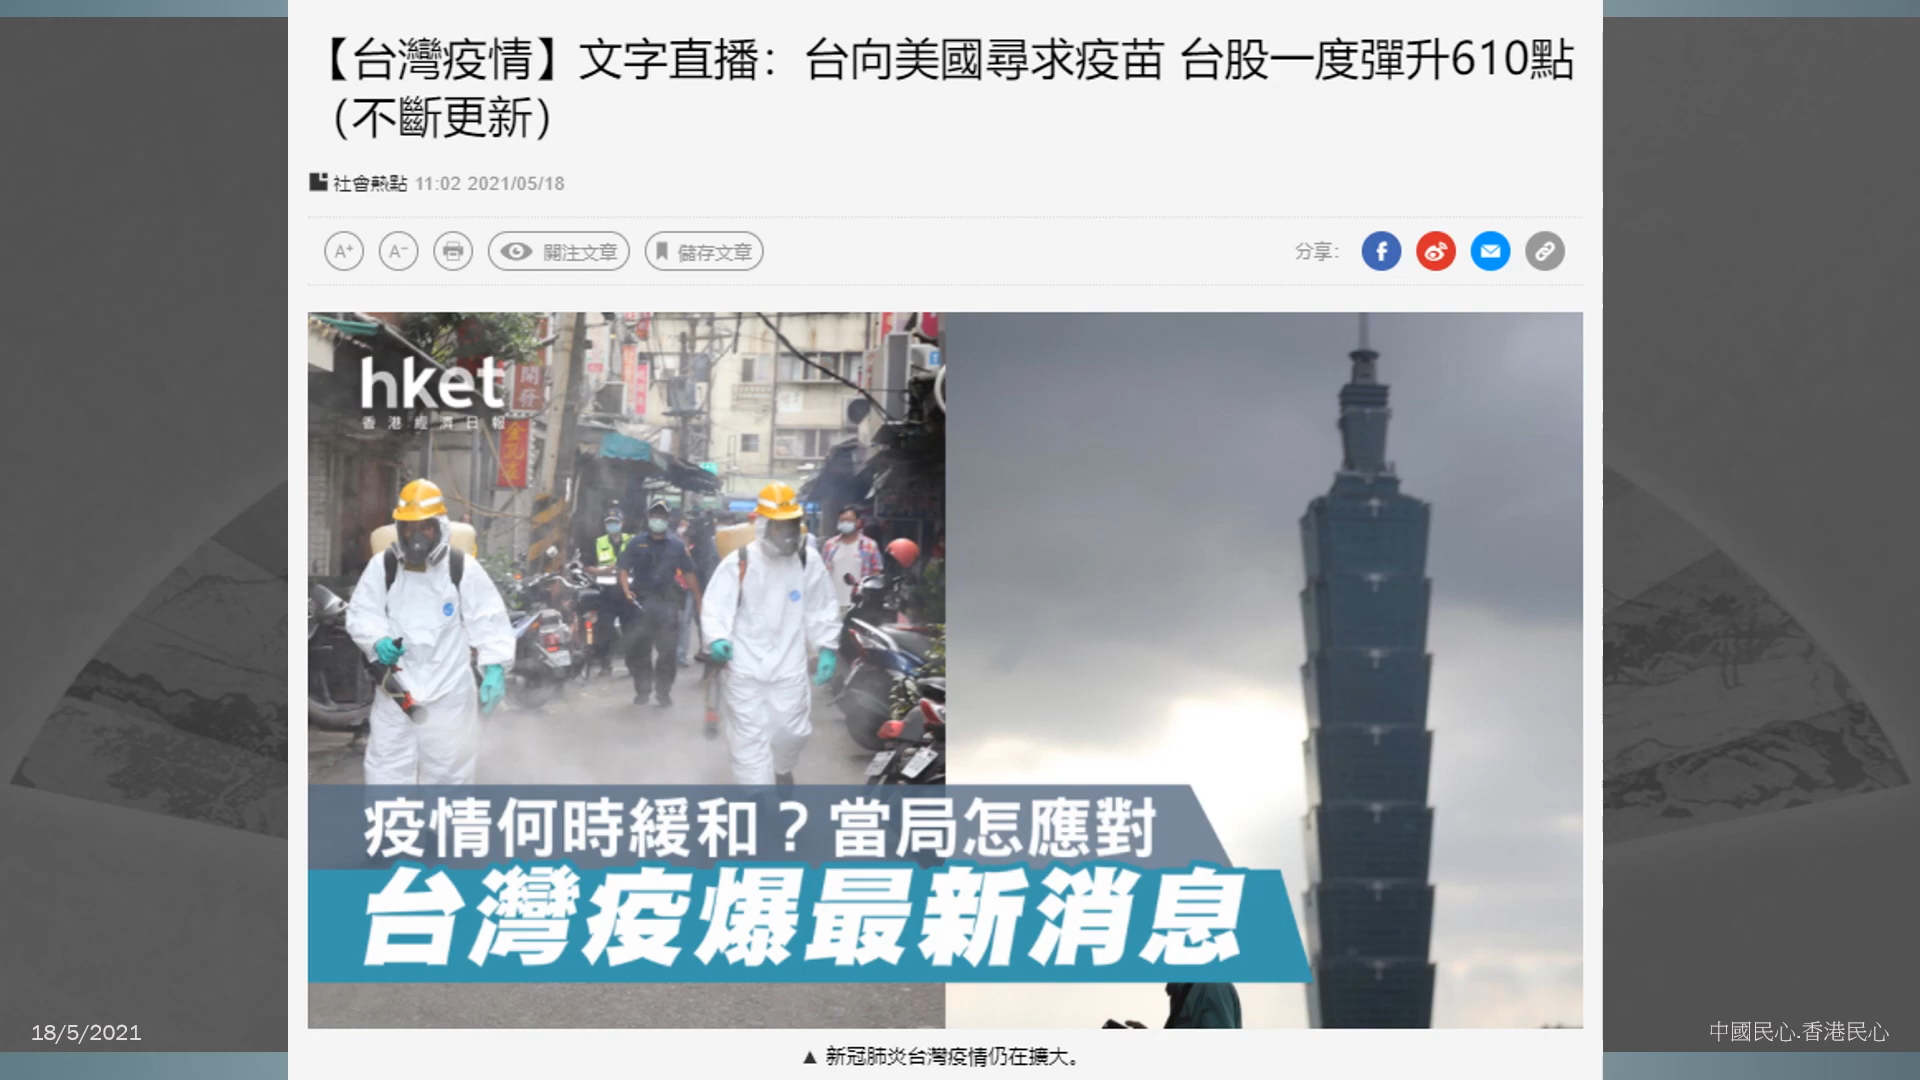 【台灣疫情】文字直播：台向美國尋求疫苗 台股一度彈升610點
（不斷更新）
社會熱點 11:02 2021/05/18
A+ A- 關注文章 儲存文章 分享：
hket
香港經濟日報
疫情何時緩和？當局怎應對
台灣疫爆最新消息
▲ 新冠肺炎台灣疫情仍在擴大。
18/5/2021
中國民心.香港民心